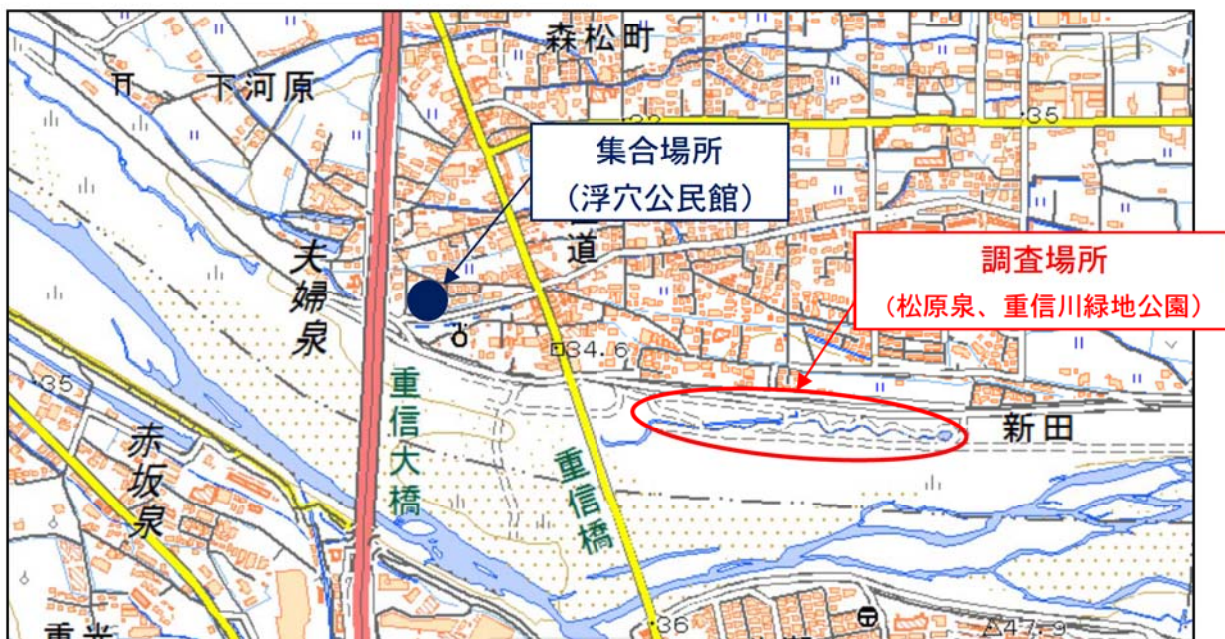 森松町
下河原
35
集合場所
（浮穴公民館）
道
調査場所
（松原泉、重信川緑地公園）
夫婦泉
34.6
35
重信大橋
重信橋
新田
赤坂泉
36
47.9
重光